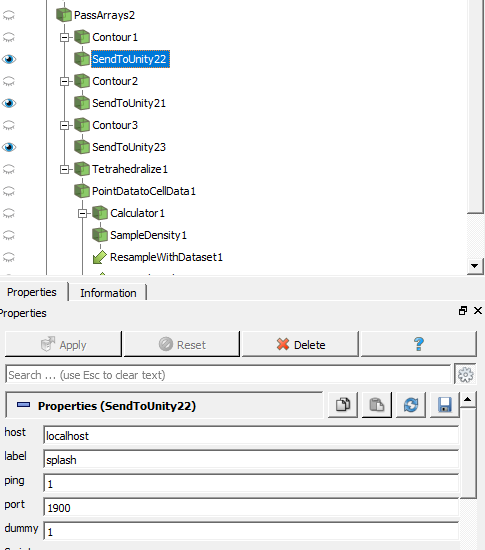 PassArrays2
Contour1
SendToUnity22
Contour2
SendToUnity21
Contour3
SendToUnity23
Tetrahedralize1
PointDatatoCellData1
Calculator1
SampleDensity1
ResampleWithDataset1
Properties Information
Properties
Apply Reset Delete ?
Search ... (use Esc to clear text)
Properties (SendToUnity22)
host localhost
label splash
ping 1
port 1900
dummy 1